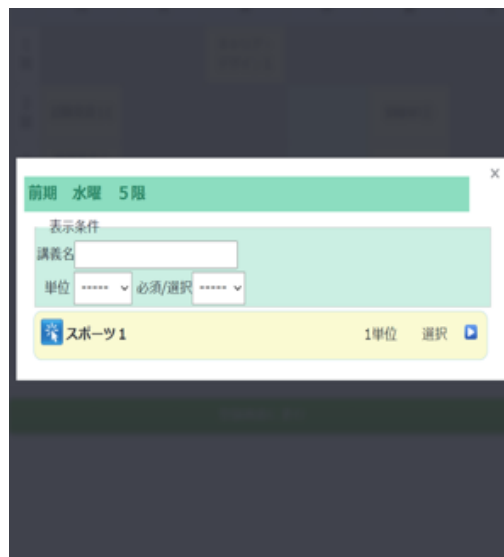 ×
前期 水曜 5限
表示条件
講義名
単位 ----- 必須/選択 -----
スポーツ1 1単位 選択